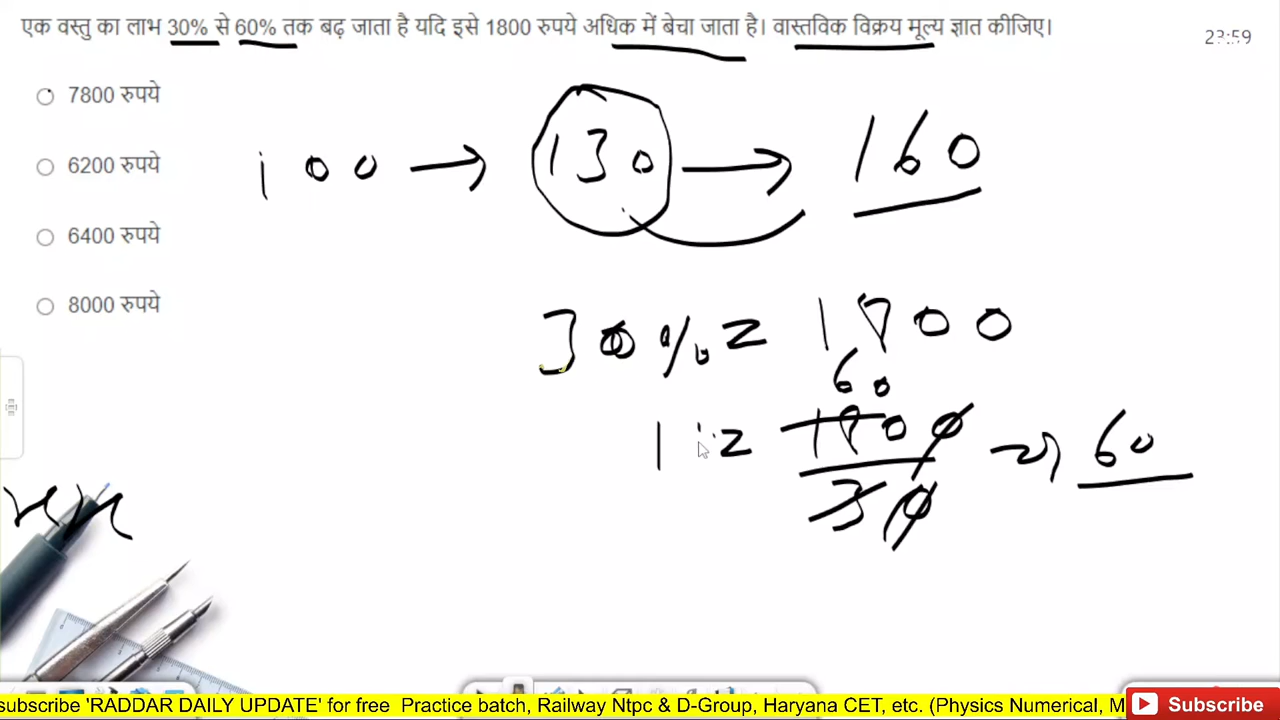 एक वस्तु का लाभ 30% से 60% तक बढ़ जाता है यदि इसे 1800 रुपये अधिक में बेचा जाता है। वास्तविक विक्रय मूल्य ज्ञात कीजिए।
23:59
7800 रुपये
6200 रुपये
6400 रुपये
8000 रुपये
100 → 130 → 160
30% = 1800
60
1 = 1800 → 60
30
subscribe 'RADDAR DAILY UPDATE' for free Practice batch, Railway Ntpc & D-Group, Haryana CET, etc. (Physics Numerical, M
Subscribe